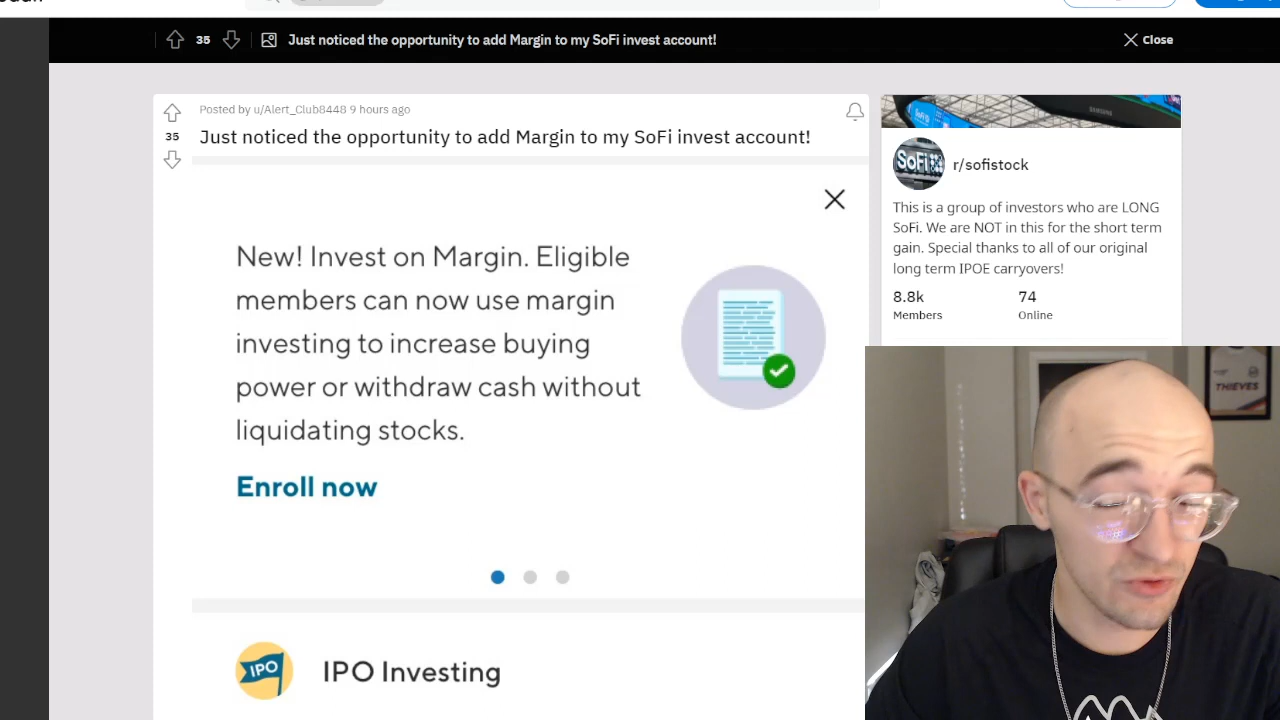 35
Just noticed the opportunity to add Margin to my SoFi invest account!
Close
Posted by u/Alert_Club8448 9 hours ago
35
Just noticed the opportunity to add Margin to my SoFi invest account!
New! Invest on Margin. Eligible
members can now use margin
investing to increase buying
power or withdraw cash without
liquidating stocks.
Enroll now
IPO
IPO Investing
SAMSUNG
SoFi
r/sofistock
This is a group of investors who are LONG
SoFi. We are NOT in this for the short term
gain. Special thanks to all of our original
long term IPOE carryovers!
8.8k
74
Members
Online
THIEVES